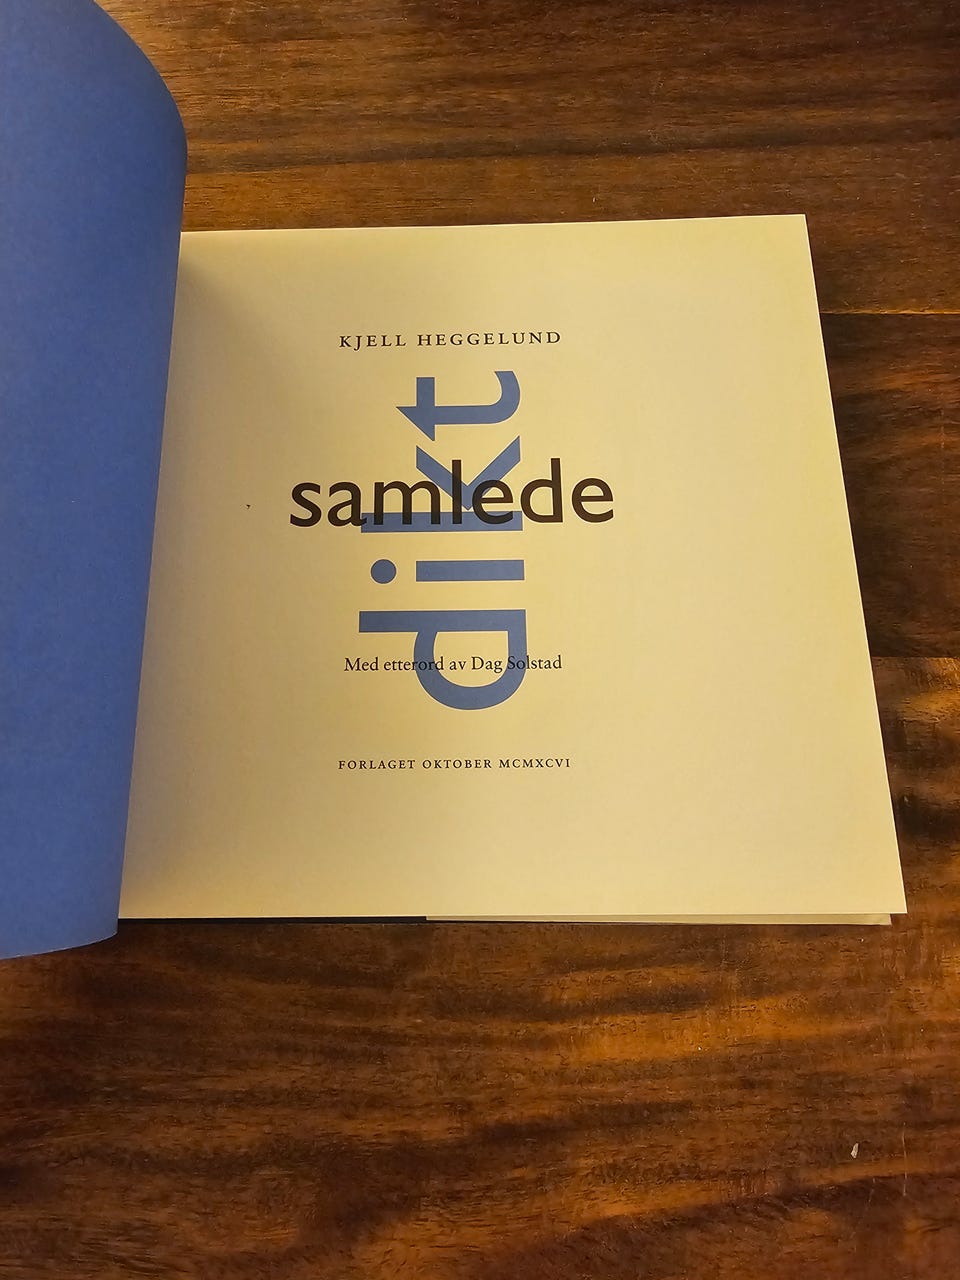 KJELL HEGGELUND
samlede
dikt
Med etterord av Dag Solstad
FORLAGET OKTOBER MCMXCVI